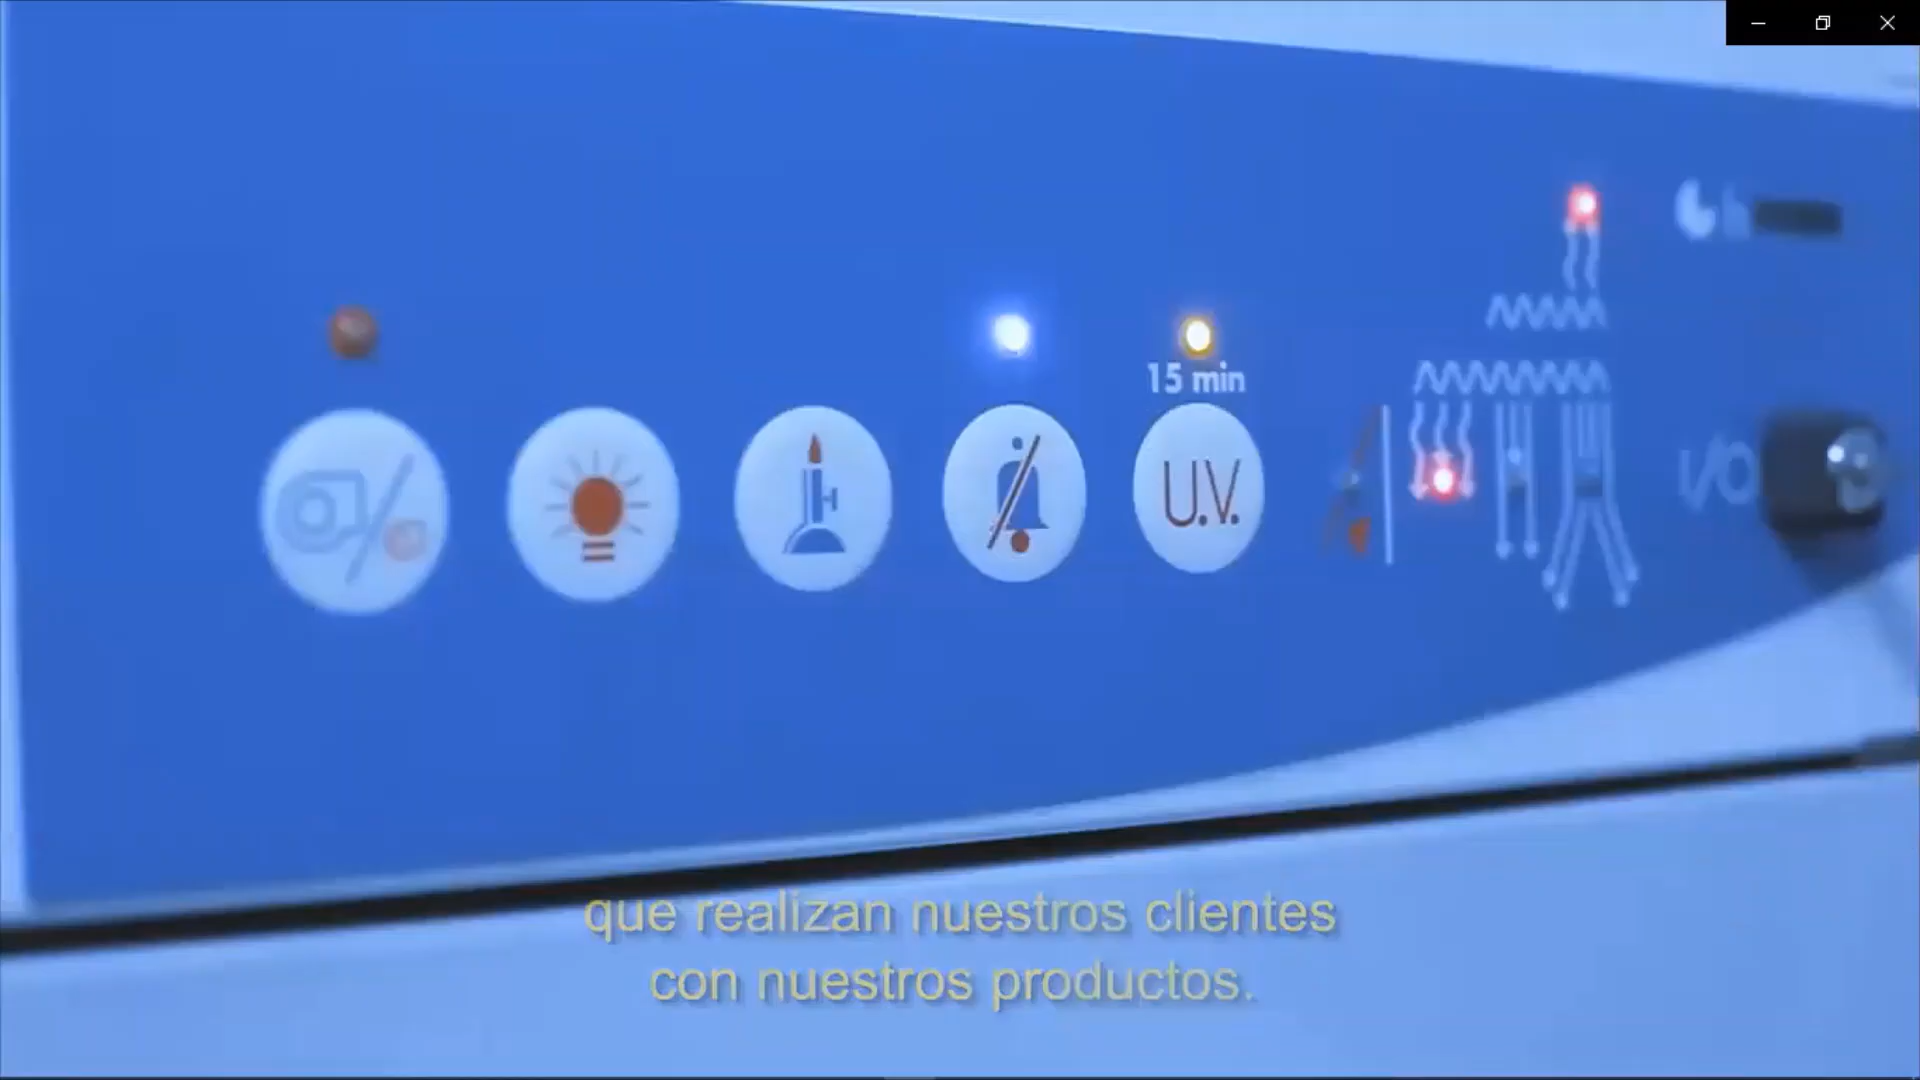 h
15 min
U.V.
I/O
que realizan nuestros clientes
con nuestros productos.